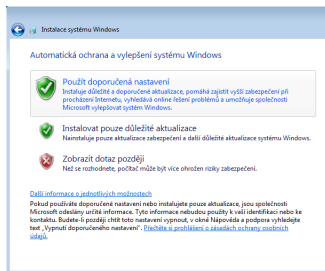 Instalace systému Windows
Automatická ochrana a vylepšení systému Windows
Použít doporučená nastavení
Instaluje důležité a doporučené aktualizace, pomáhá zajistit vyšší zabezpečení při
procházení Internetu, vyhledává online řešení problémů a umožňuje společnosti
Microsoft vylepšovat systém Windows.
Instalovat pouze důležité aktualizace
Nainstaluje pouze aktualizace zabezpečení a další důležité aktualizace systému Windows.
Zobrazit dotaz později
Než se rozhodnete, počítač může být více ohrožen riziky zabezpečení.
Další informace o jednotlivých možnostech
Pokud používáte doporučené nastavení nebo instalujete pouze aktualizace, jsou společnosti
Microsoft odeslány určité informace. Tyto informace nebudou použity k vaší identifikaci nebo ke
kontaktu. Budete-li později chtít toto nastavení vypnout, v okně Nápověda a podpora vyhledejte
text „Vypnutí doporučeného nastavení". Přečtěte si prohlášení o zásadách ochrany osobních
údajů.